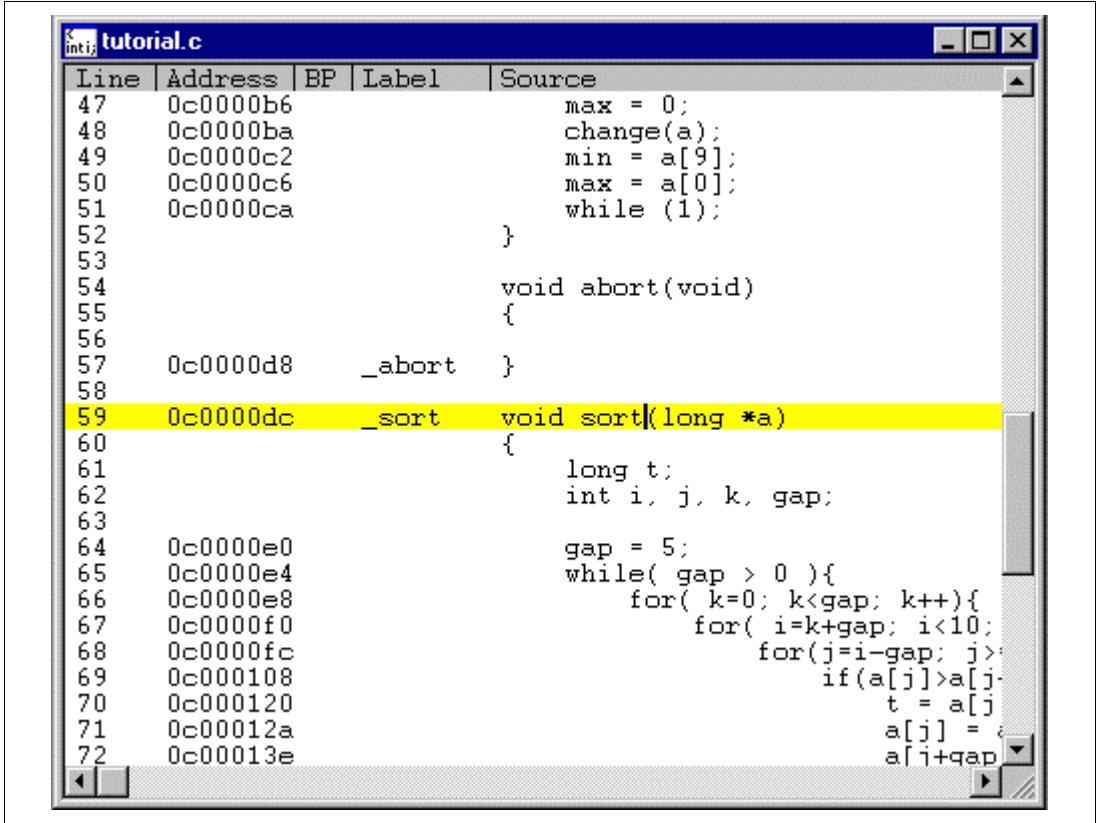 inti; tutorial.c
Line Address BP Label Source
47 0c0000b6 max = 0;
48 0c0000ba change(a);
49 0c0000c2 min = a[9];
50 0c0000c6 max = a[0];
51 0c0000ca while (1);
52 }
53
54 void abort(void)
55 {
56
57 0c0000d8 _abort }
58
59 0c0000dc _sort void sort(long *a)
60 {
61 long t;
62 int i, j, k, gap;
63
64 0c0000e0 gap = 5;
65 0c0000e4 while( gap > 0 ){
66 0c0000e8 for( k=0; k<gap; k++){
67 0c0000f0 for( i=k+gap; i<10;
68 0c0000fc for(j=i-gap; j>
69 0c000108 if(a[j]>a[j
70 0c000120 t = a[j
71 0c00012a a[j] =
72 0c00013e a[j+gap